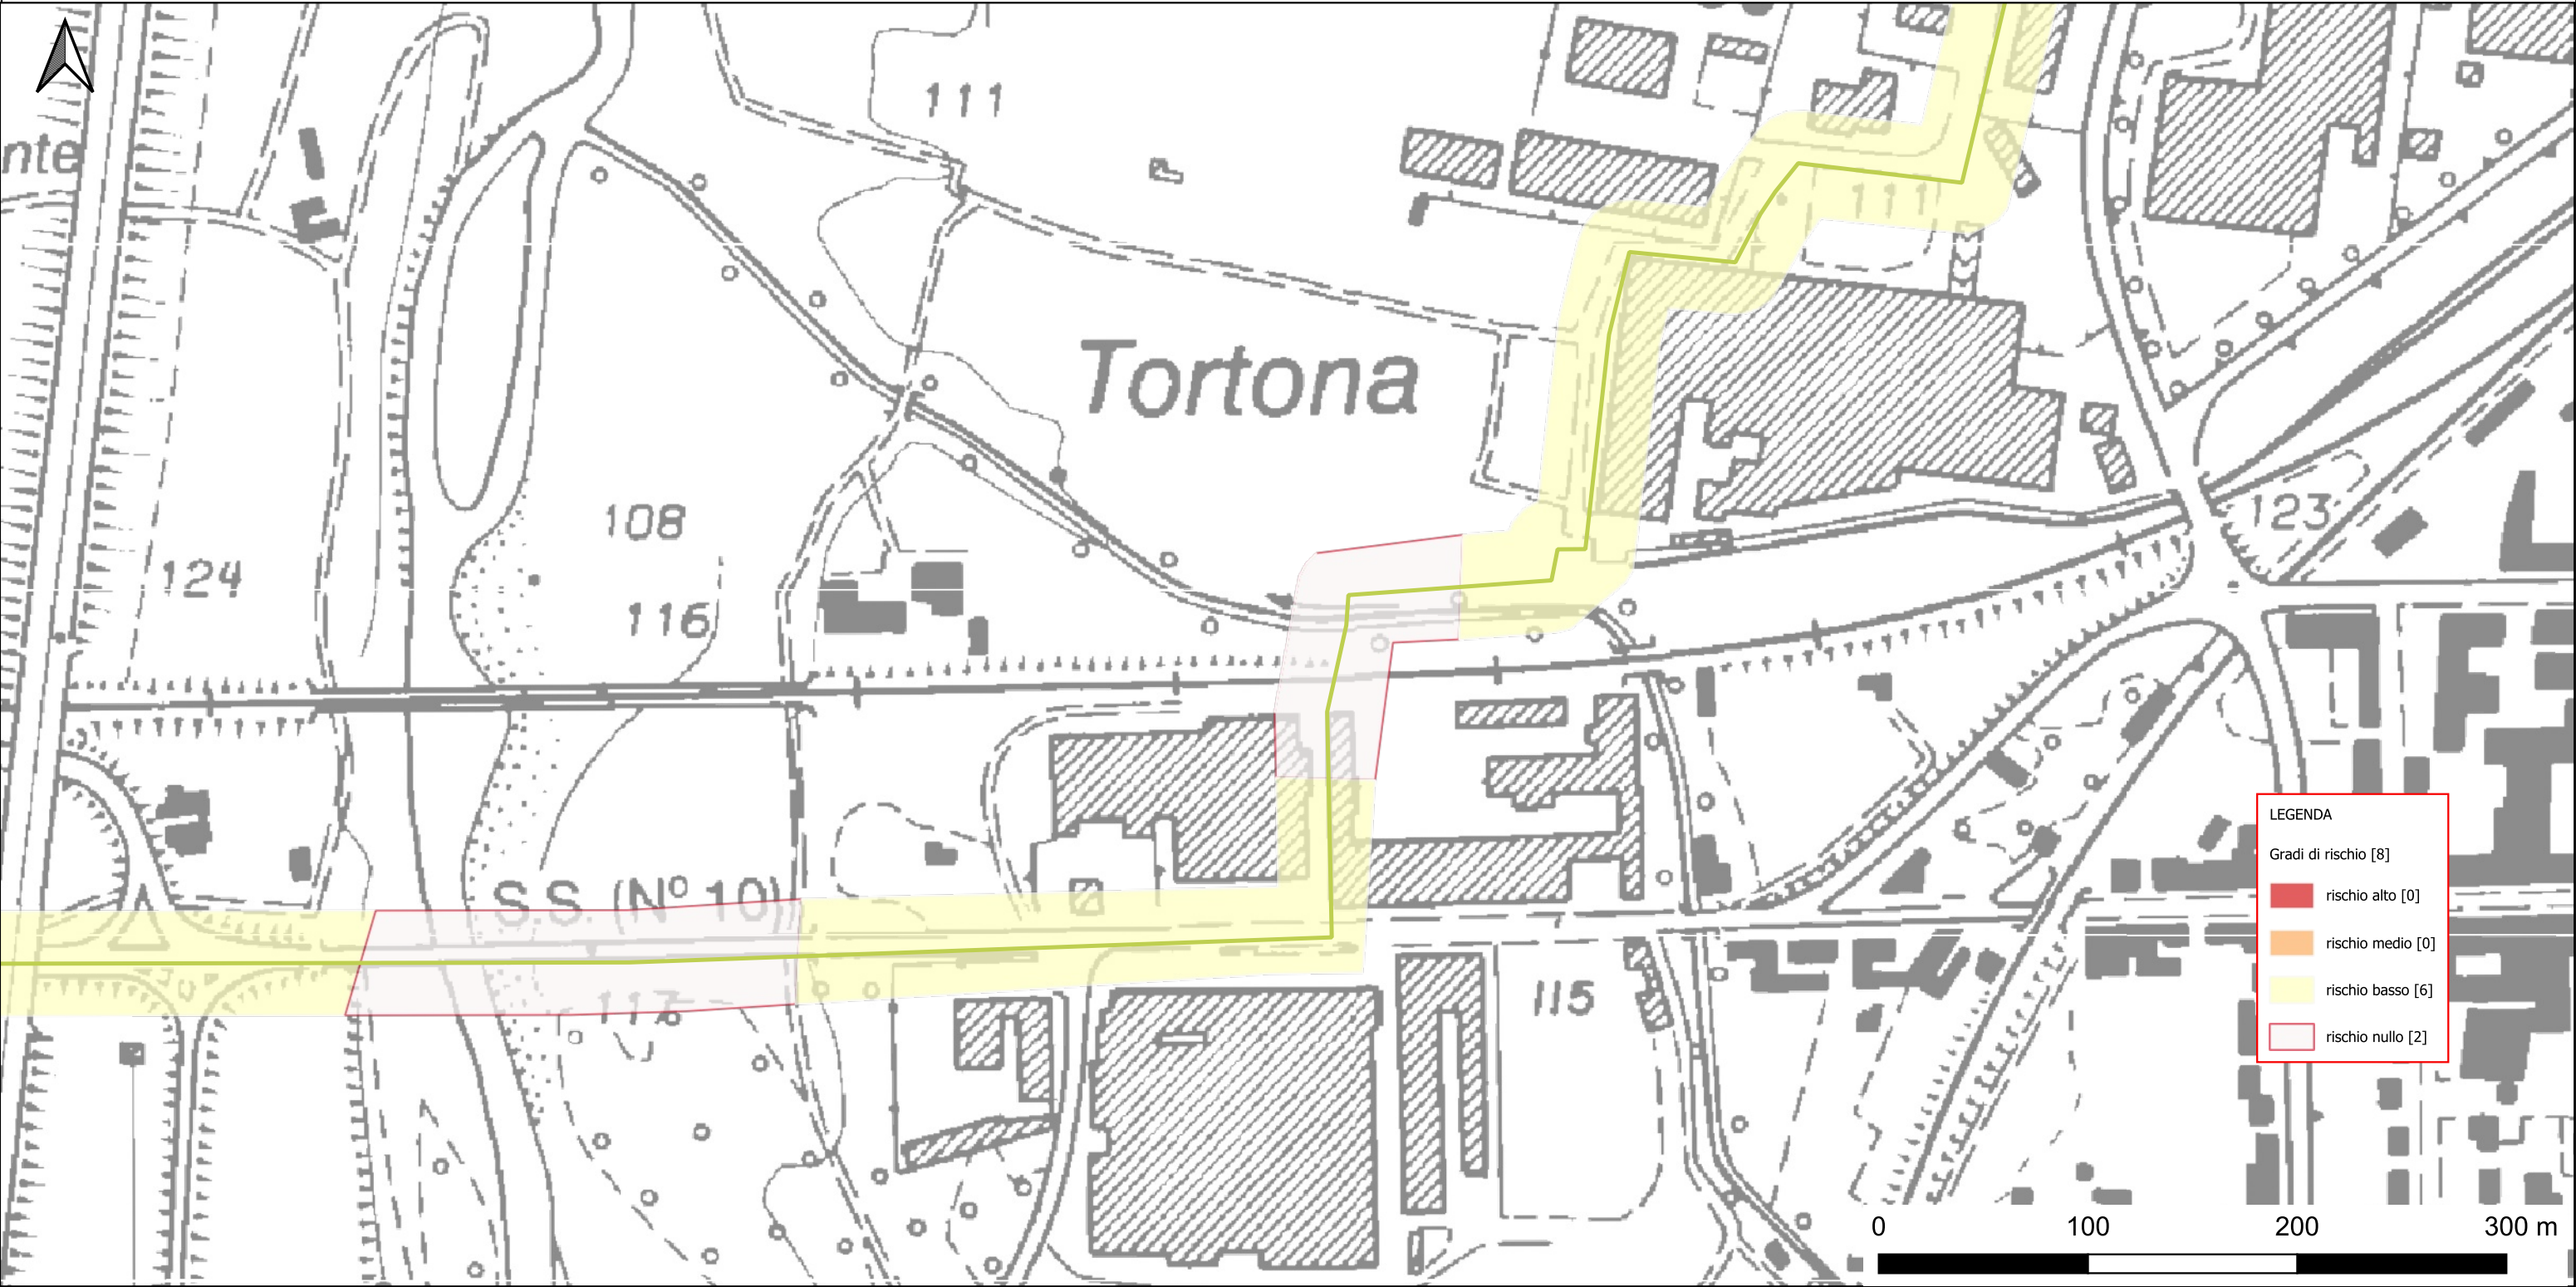 111
nte
111
Tortona
108
123
124
116
S.S. (Nº 10)
117
115
LEGENDA
Gradi di rischio [8]
rischio alto [0]
rischio medio [0]
rischio basso [6]
rischio nullo [2]
0 100 200 300 m